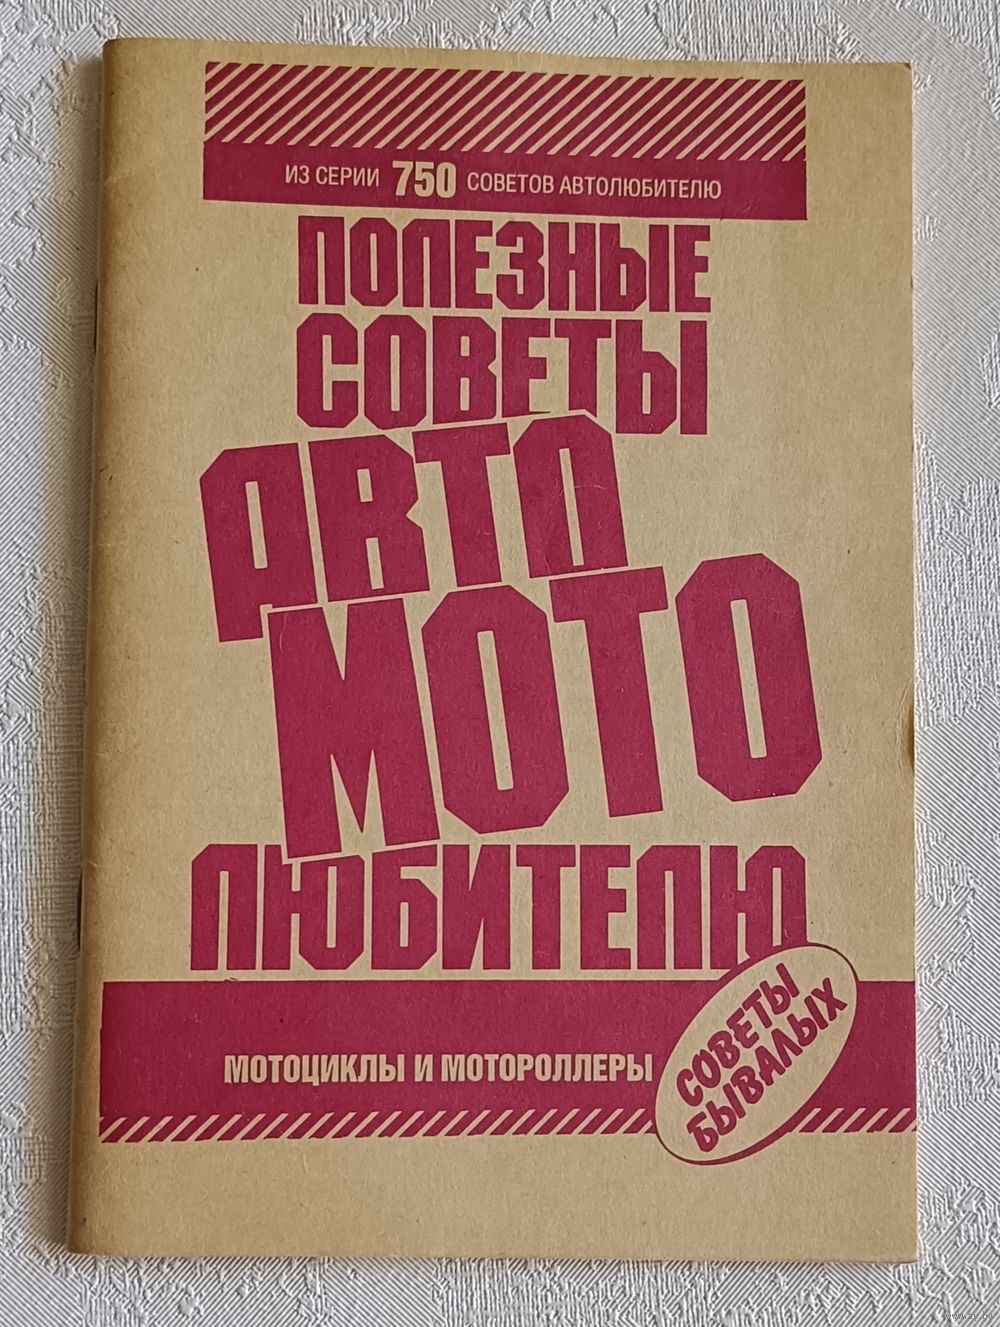 ИЗ СЕРИИ 750 СОВЕТОВ АВТОЛЮБИТЕЛЮ
ПОЛЕЗНЫЕ
СОВЕТЫ
АВТО
МОТО
ЛЮБИТЕЛЮ
МОТОЦИКЛЫ И МОТОРОЛЛЕРЫ
СОВЕТЫ
БЫВАЛЫХ